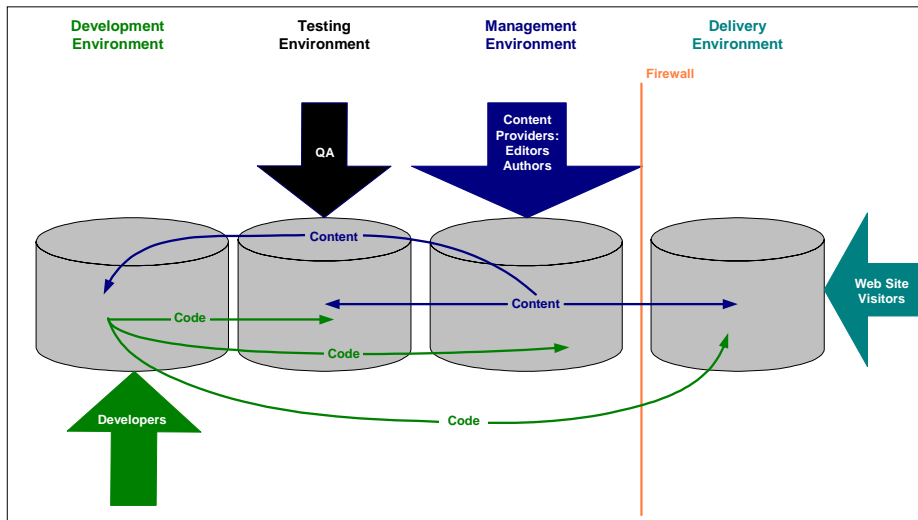 Development
Environment
Testing
Environment
Management
Environment
Delivery
Environment
Firewall
QA
Content
Providers:
Editors
Authors
Content
Content
Web Site
Visitors
Code
Code
Developers
Code